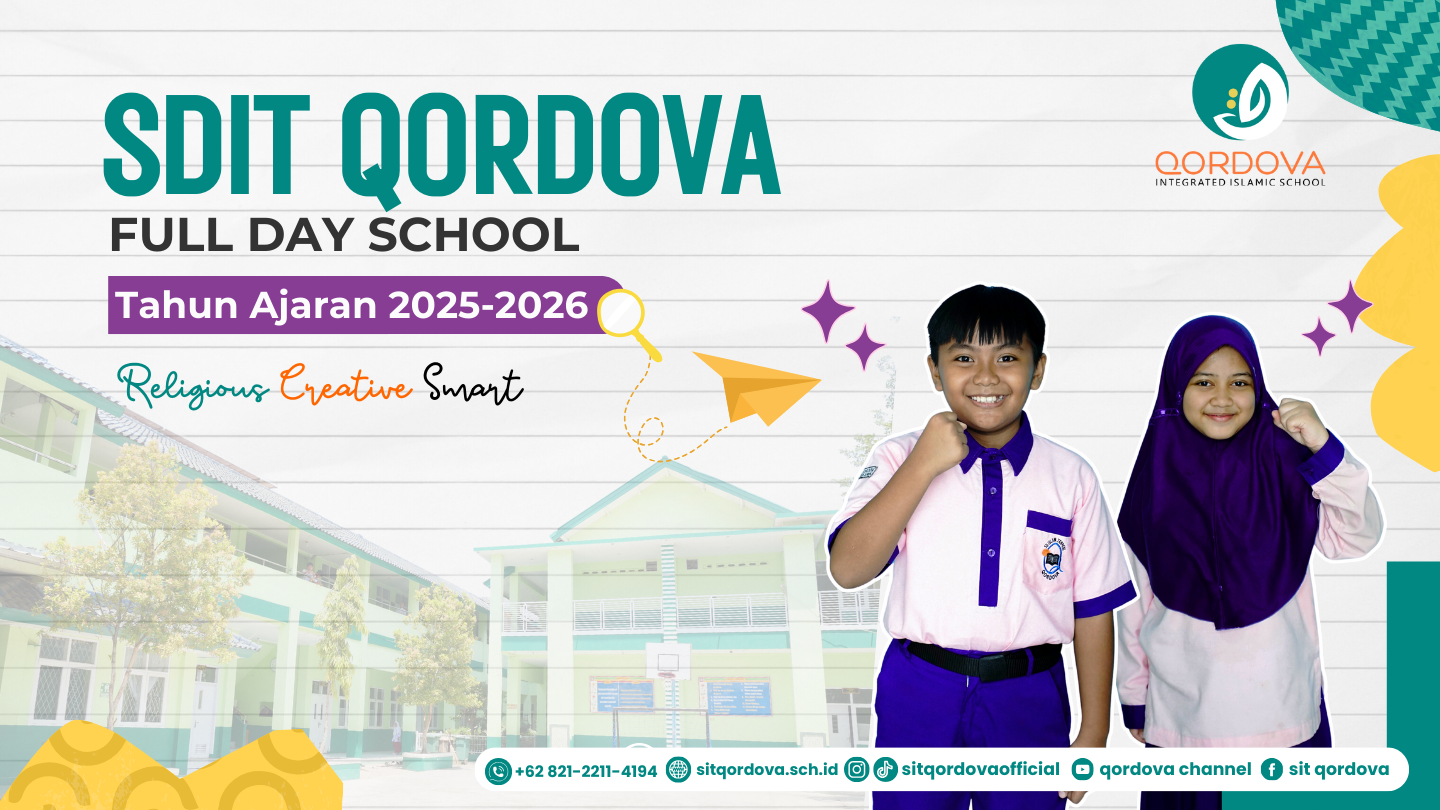 SDIT QORDOVA
FULL DAY SCHOOL
Tahun Ajaran 2025-2026
Religious Creative Smart
QORDOVA
INTEGRATED ISLAMIC SCHOOL
+62 821-2211-4194 sitqordova.sch.id sitqordovaofficial qordova channel sit qordova